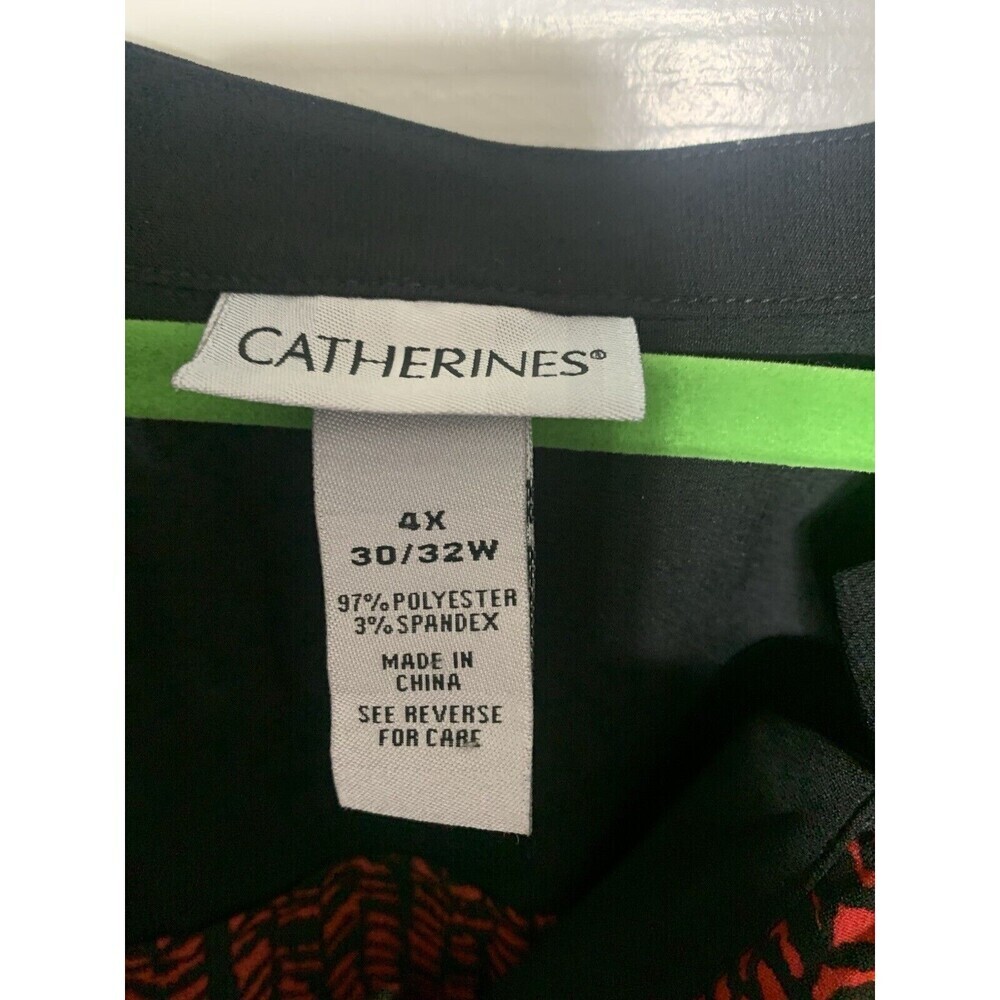 CATHERINES®
4X
30/32W
97% POLYESTER
3% SPANDEX
MADE IN
CHINA
SEE REVERSE
FOR CARE